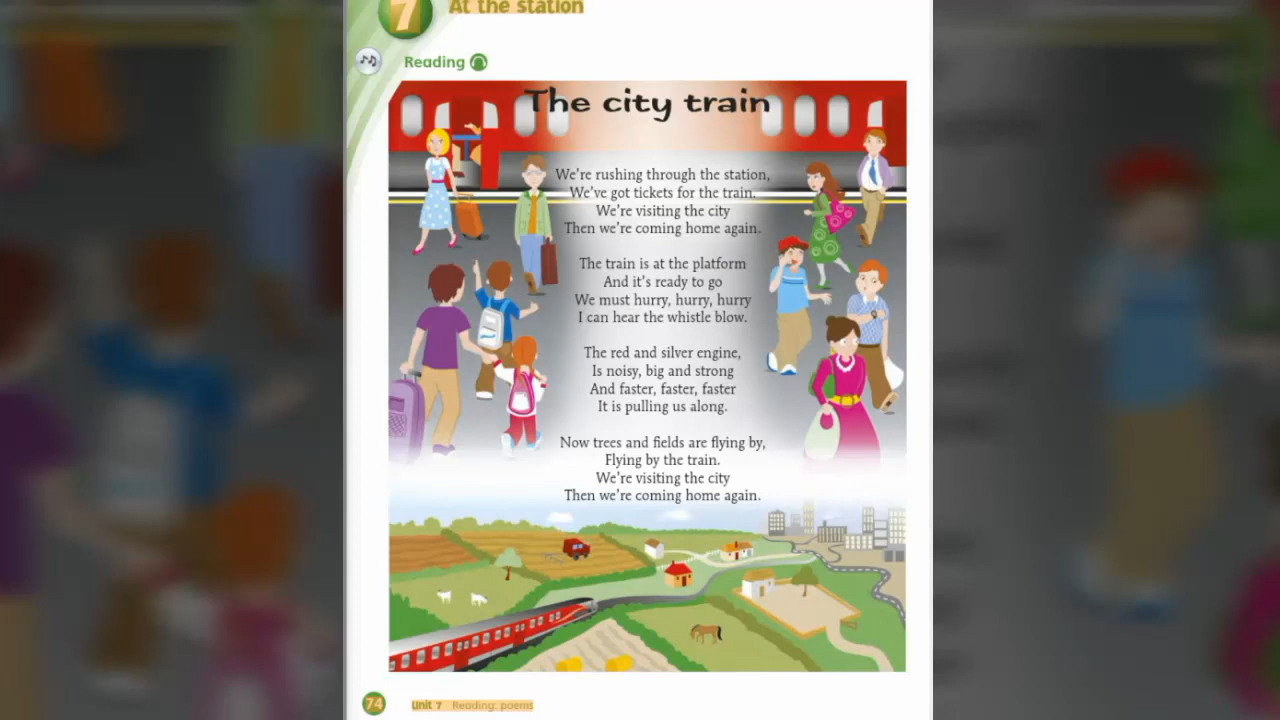 7 At the station
Reading
The city train
We're rushing through the station,
We've got tickets for the train.
We're visiting the city
Then we're coming home again.
The train is at the platform
And it's ready to go
We must hurry, hurry, hurry
I can hear the whistle blow.
The red and silver engine,
Is noisy, big and strong
And faster, faster, faster
It is pulling us along.
Now trees and fields are flying by,
Flying by the train.
We're visiting the city
Then we're coming home again.
74 Unit 7 Reading: poems